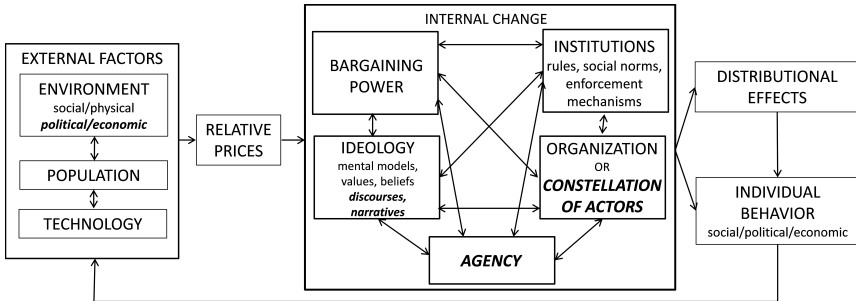 EXTERNAL FACTORS
ENVIRONMENT
social/physical
political/economic
POPULATION
TECHNOLOGY
RELATIVE
PRICES
INTERNAL CHANGE
BARGAINING
POWER
INSTITUTIONS
rules, social norms,
enforcement
mechanisms
IDEOLOGY
mental models,
values, beliefs
discourses,
narratives
ORGANIZATION
OR
CONSTELLATION
OF ACTORS
AGENCY
DISTRIBUTIONAL
EFFECTS
INDIVIDUAL
BEHAVIOR
social/political/economic